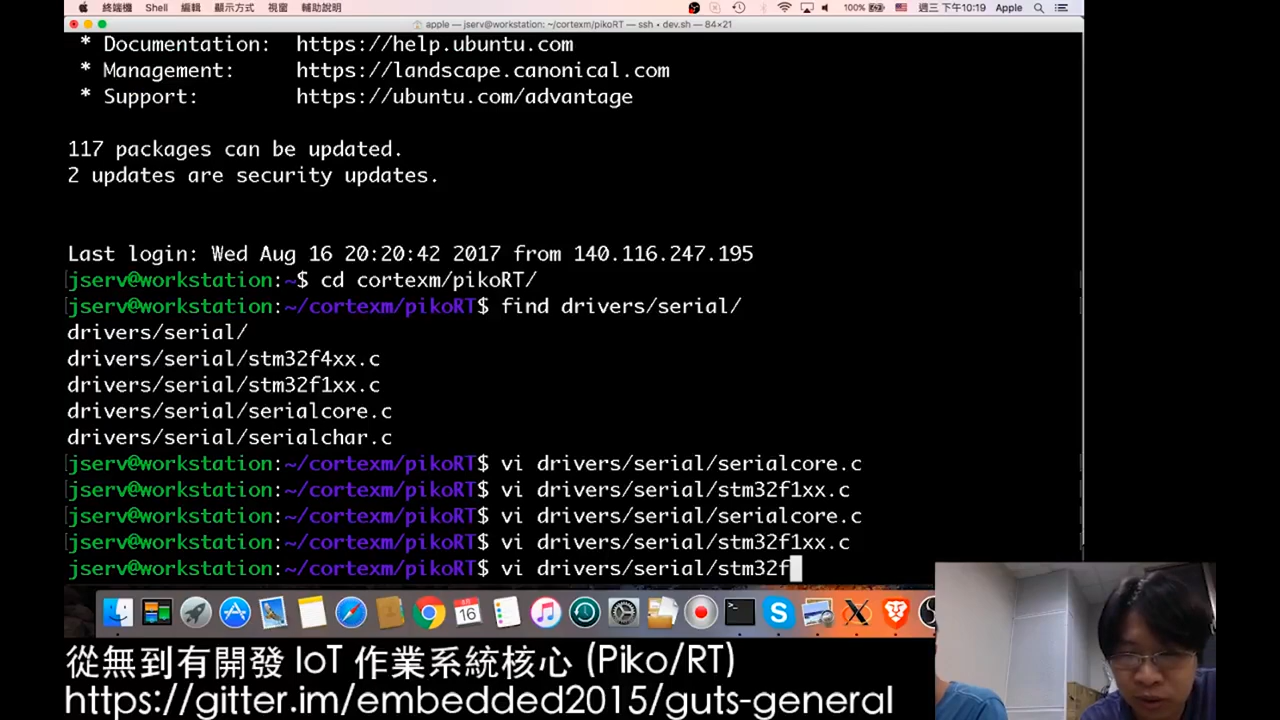 終端機 Shell 編輯 顯示方式 視窗 輔助說明 100% 週三 下午10:19 Apple
apple — jserv@workstation: ~/cortexm/pikoRT — ssh • dev.sh — 84×21
* Documentation: https://help.ubuntu.com
* Management: https://landscape.canonical.com
* Support: https://ubuntu.com/advantage
117 packages can be updated.
2 updates are security updates.
Last login: Wed Aug 16 20:20:42 2017 from 140.116.247.195
jserv@workstation:~$ cd cortexm/pikoRT/
jserv@workstation:~/cortexm/pikoRT$ find drivers/serial/
drivers/serial/
drivers/serial/stm32f4xx.c
drivers/serial/stm32f1xx.c
drivers/serial/serialcore.c
drivers/serial/serialchar.c
jserv@workstation:~/cortexm/pikoRT$ vi drivers/serial/serialcore.c
jserv@workstation:~/cortexm/pikoRT$ vi drivers/serial/stm32f1xx.c
jserv@workstation:~/cortexm/pikoRT$ vi drivers/serial/serialcore.c
jserv@workstation:~/cortexm/pikoRT$ vi drivers/serial/stm32f1xx.c
jserv@workstation:~/cortexm/pikoRT$ vi drivers/serial/stm32f
16
從無到有開發 IoT 作業系統核心 (Piko/RT)
https://gitter.im/embedded2015/guts-general